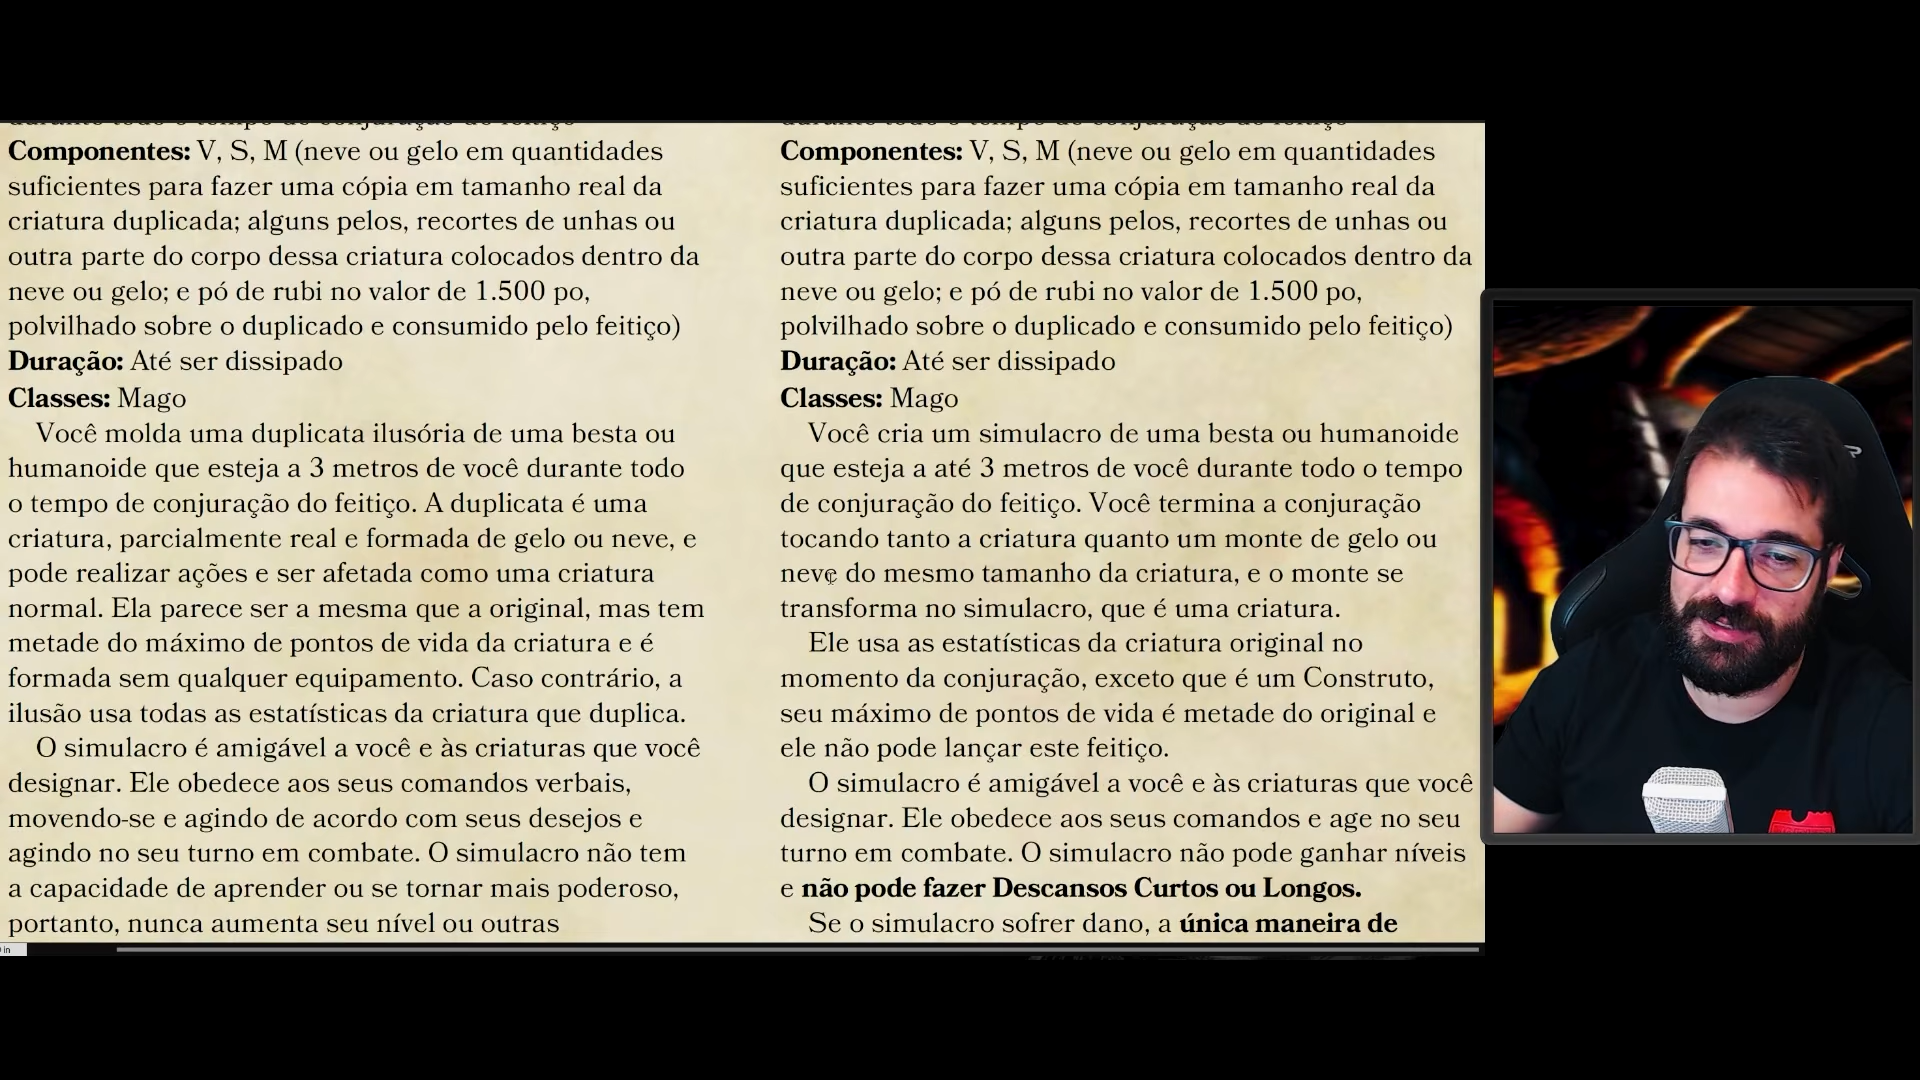 Componentes: V, S, M (neve ou gelo em quantidades
suficientes para fazer uma cópia em tamanho real da
criatura duplicada; alguns pelos, recortes de unhas ou
outra parte do corpo dessa criatura colocados dentro da
neve ou gelo; e pó de rubi no valor de 1.500 po,
polvilhado sobre o duplicado e consumido pelo feitiço)
Duração: Até ser dissipado
Classes: Mago
Você molda uma duplicata ilusória de uma besta ou
humanoide que esteja a 3 metros de você durante todo
o tempo de conjuração do feitiço. A duplicata é uma
criatura, parcialmente real e formada de gelo ou neve, e
pode realizar ações e ser afetada como uma criatura
normal. Ela parece ser a mesma que a original, mas tem
metade do máximo de pontos de vida da criatura e é
formada sem qualquer equipamento. Caso contrário, a
ilusão usa todas as estatísticas da criatura que duplica.
O simulacro é amigável a você e às criaturas que você
designar. Ele obedece aos seus comandos verbais,
movendo-se e agindo de acordo com seus desejos e
agindo no seu turno em combate. O simulacro não tem
a capacidade de aprender ou se tornar mais poderoso,
portanto, nunca aumenta seu nível ou outras
Componentes: V, S, M (neve ou gelo em quantidades
suficientes para fazer uma cópia em tamanho real da
criatura duplicada; alguns pelos, recortes de unhas ou
outra parte do corpo dessa criatura colocados dentro da
neve ou gelo; e pó de rubi no valor de 1.500 po,
polvilhado sobre o duplicado e consumido pelo feitiço)
Duração: Até ser dissipado
Classes: Mago
Você cria um simulacro de uma besta ou humanoide
que esteja a até 3 metros de você durante todo o tempo
de conjuração do feitiço. Você termina a conjuração
tocando tanto a criatura quanto um monte de gelo ou
neve do mesmo tamanho da criatura, e o monte se
transforma no simulacro, que é uma criatura.
Ele usa as estatísticas da criatura original no
momento da conjuração, exceto que é um Construto,
seu máximo de pontos de vida é metade do original e
ele não pode lançar este feitiço.
O simulacro é amigável a você e às criaturas que você
designar. Ele obedece aos seus comandos e age no seu
turno em combate. O simulacro não pode ganhar níveis
e não pode fazer Descansos Curtos ou Longos.
Se o simulacro sofrer dano, a única maneira de